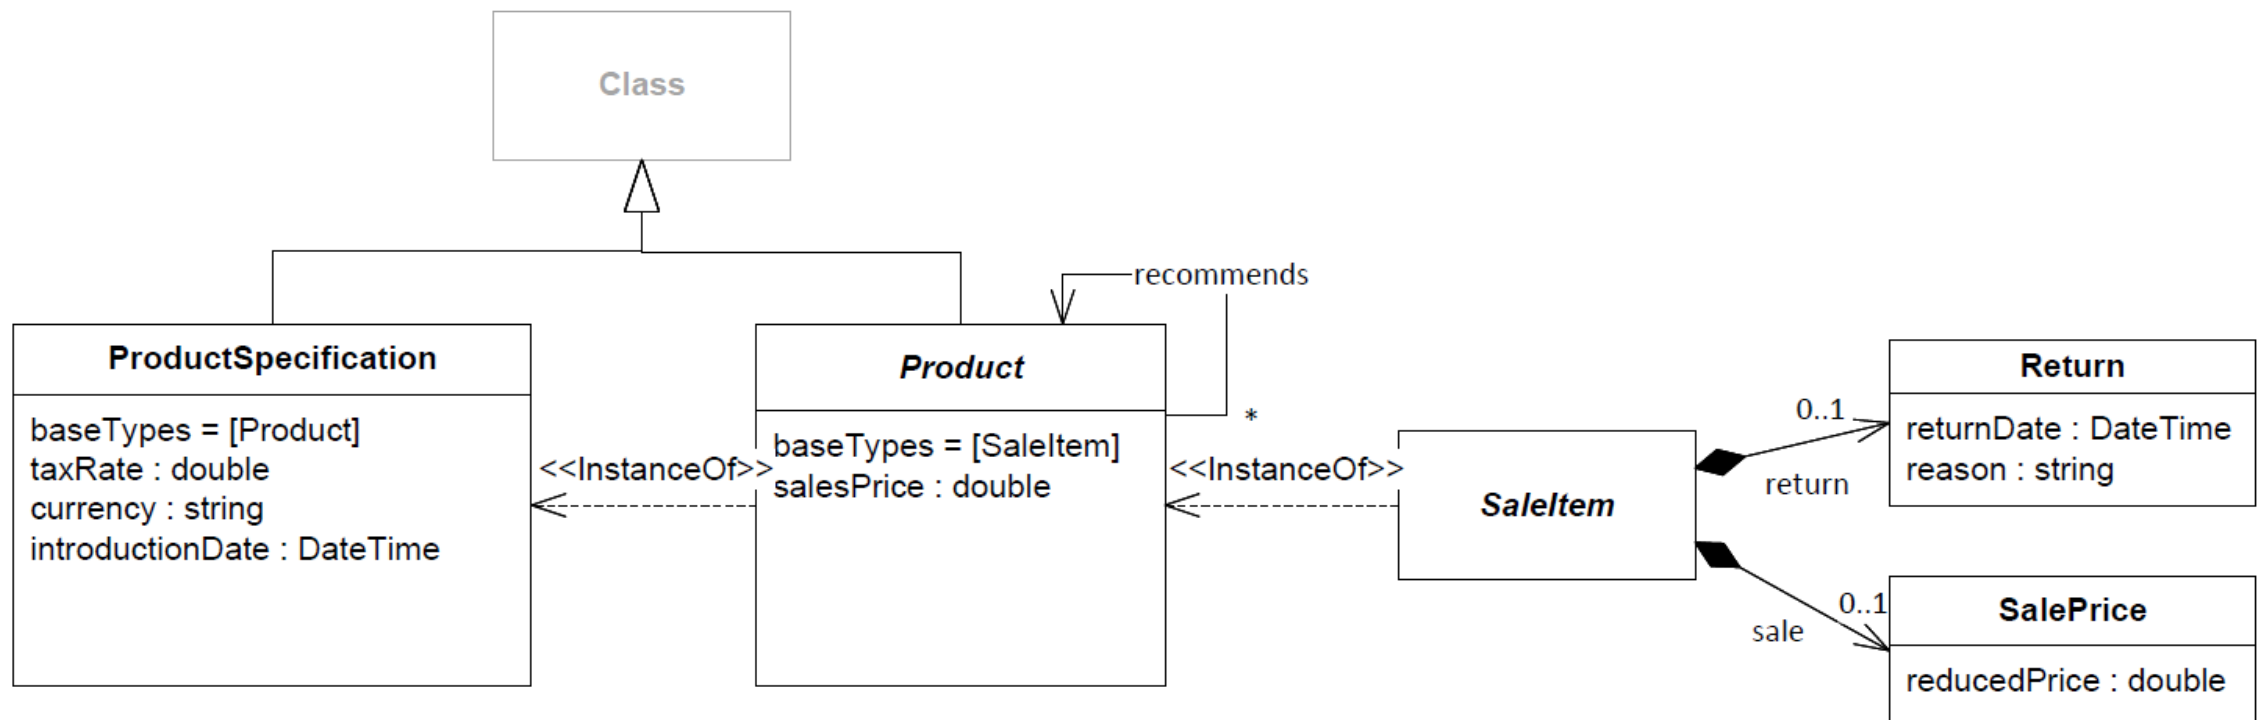 Class
recommends
ProductSpecification
baseTypes = [Product]
taxRate : double
currency : string
introductionDate : DateTime
<<InstanceOf>>
Product
baseTypes = [SaleItem]
salesPrice : double
*
<<InstanceOf>>
SaleItem
0..1
return
Return
returnDate : DateTime
reason : string
0..1
sale
SalePrice
reducedPrice : double